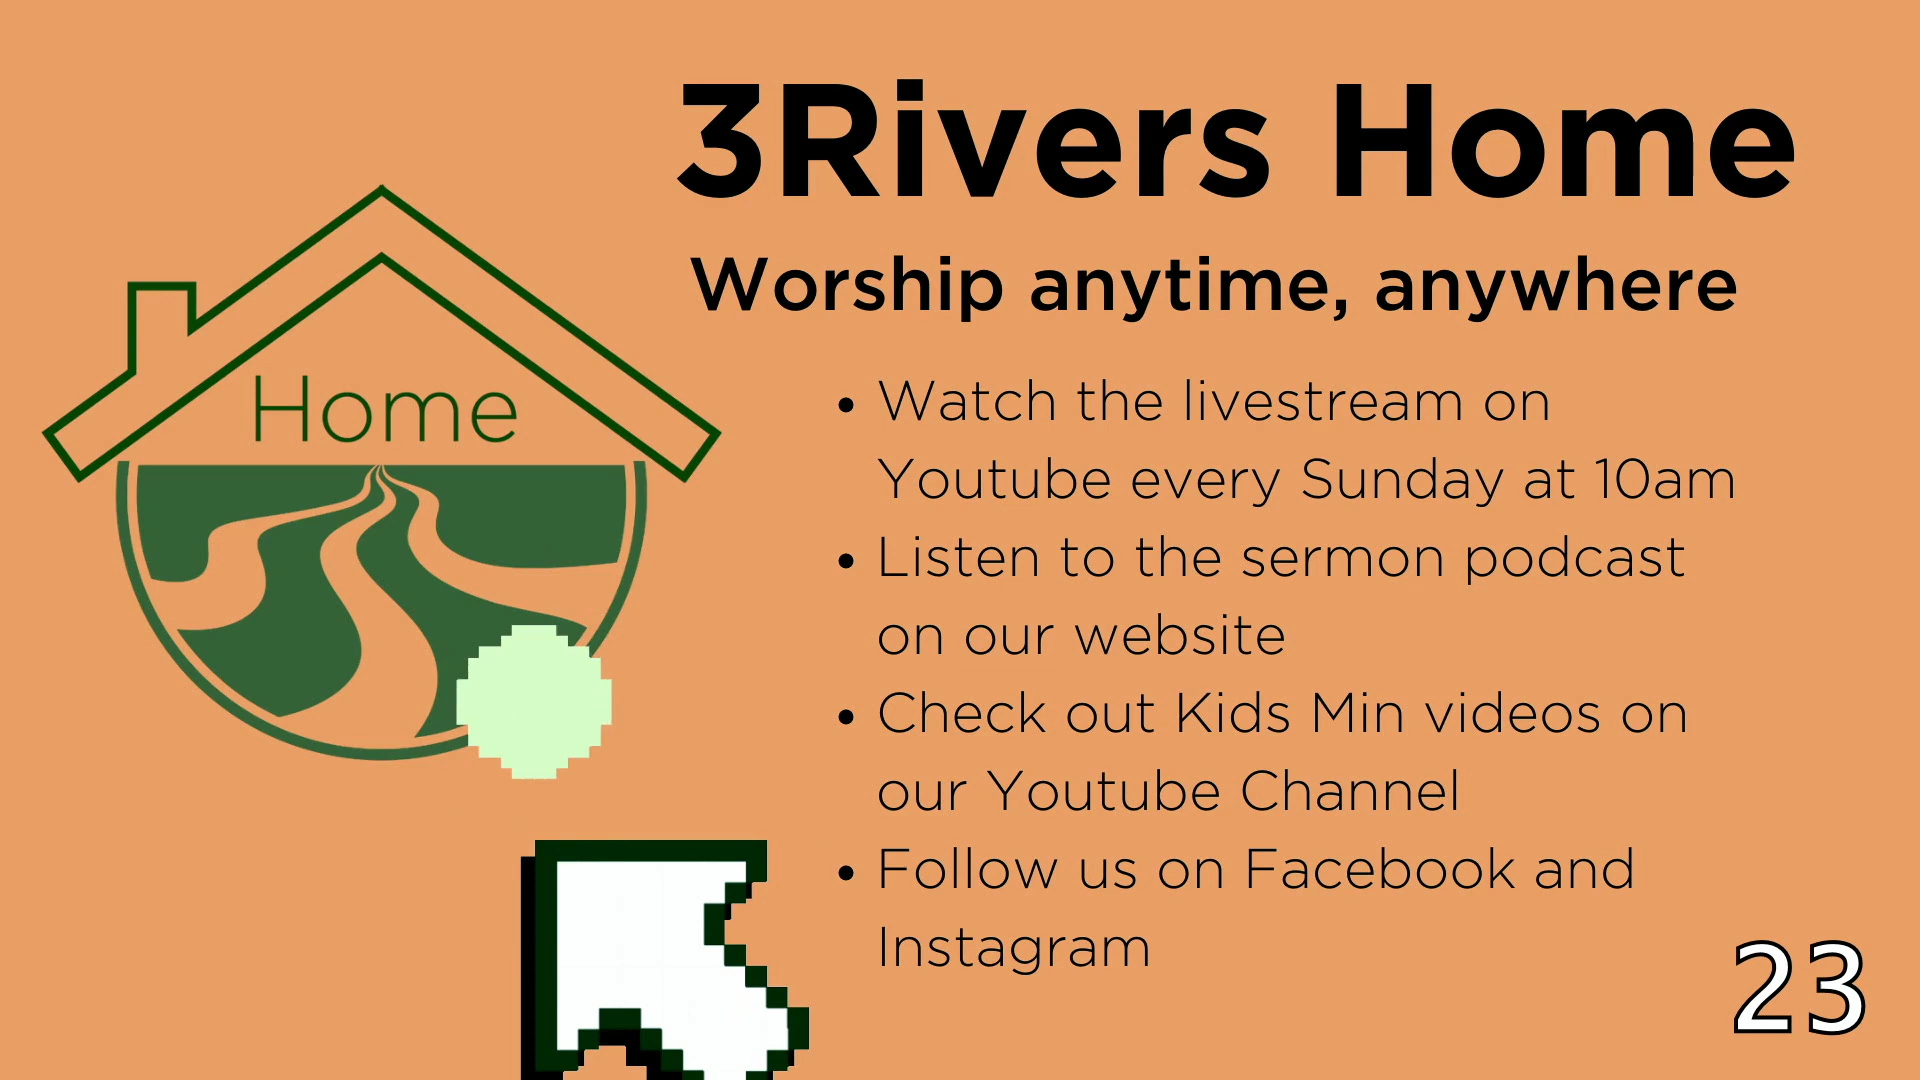 3Rivers Home
Worship anytime, anywhere
Home
• Watch the livestream on
Youtube every Sunday at 10am
• Listen to the sermon podcast
on our website
• Check out Kids Min videos on
our Youtube Channel
• Follow us on Facebook and
Instagram
23